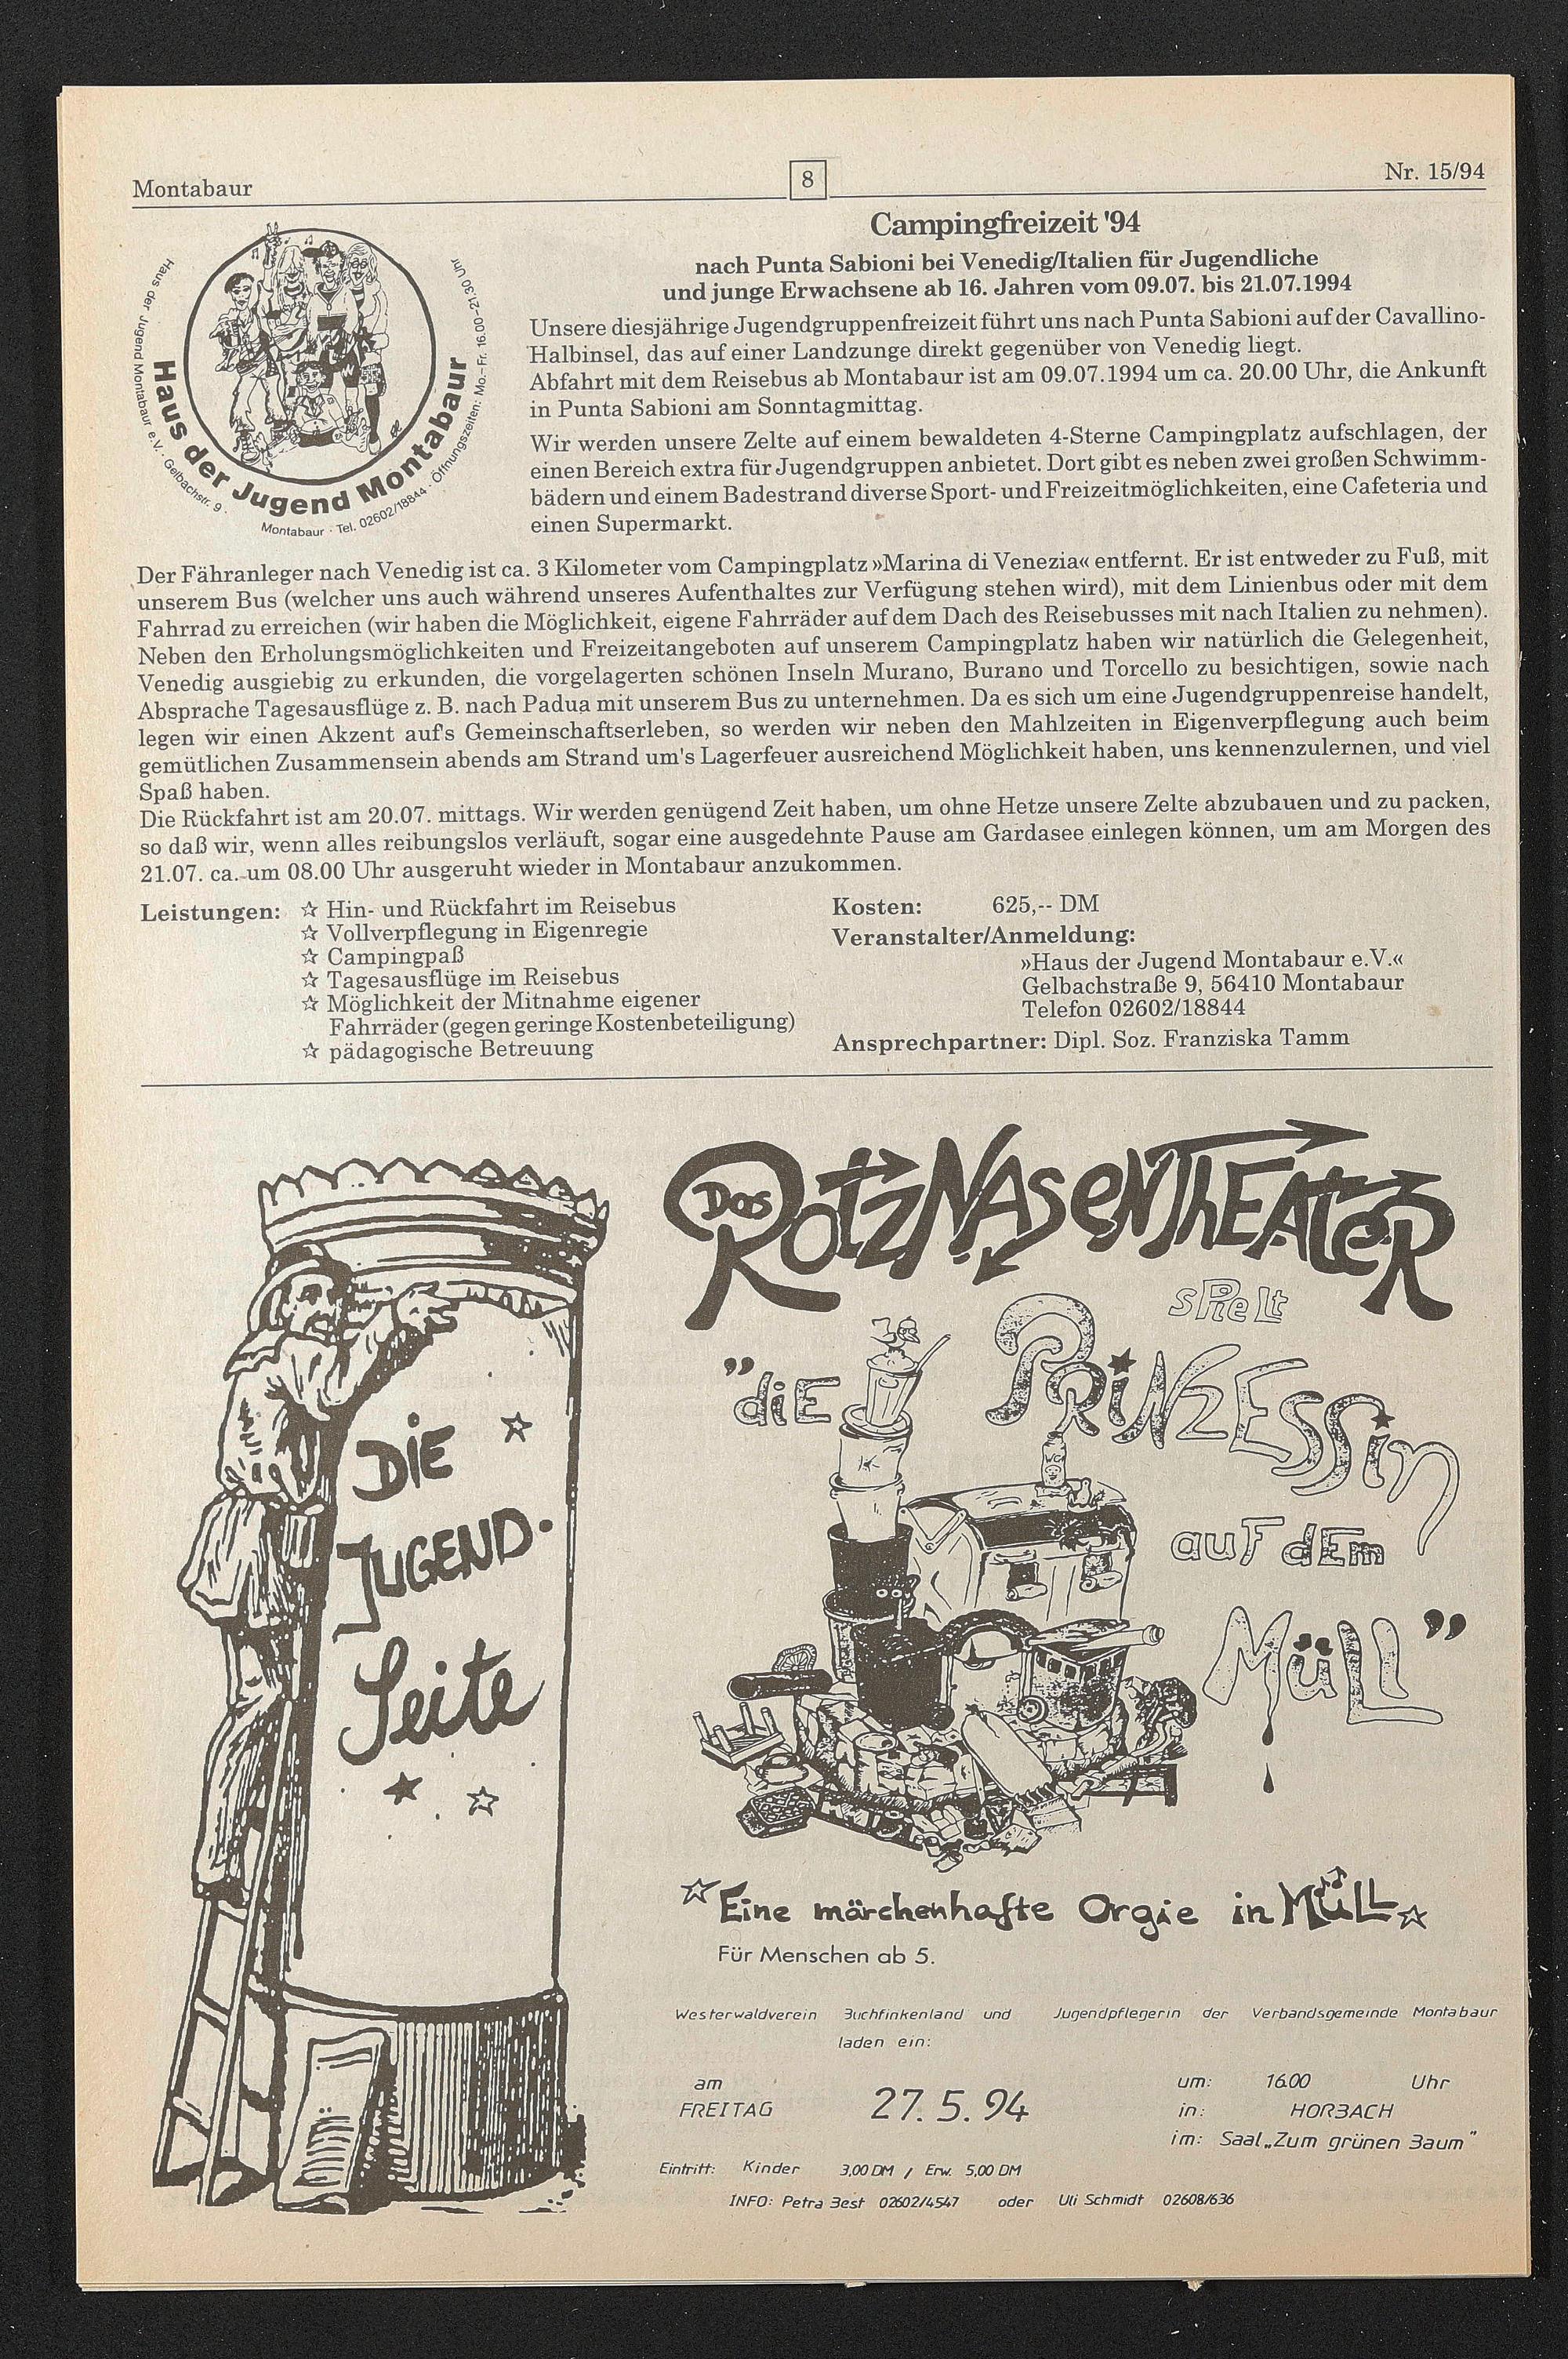 Montabaur
8
Nr. 15/94
Haus der Jugend Montabaur
Haus der Jugend Montabaur e.V. · Gelbachstr. 9 · Montabaur · Tel. 02602/18844 · Öffnungszeiten: Mo.–Fr. 16.00–21.30 Uhr
Campingfreizeit '94
nach Punta Sabioni bei Venedig/Italien für Jugendliche
und junge Erwachsene ab 16. Jahren vom 09.07. bis 21.07.1994
Unsere diesjährige Jugendgruppenfreizeit führt uns nach Punta Sabioni auf der Cavallino-
Halbinsel, das auf einer Landzunge direkt gegenüber von Venedig liegt.
Abfahrt mit dem Reisebus ab Montabaur ist am 09.07.1994 um ca. 20.00 Uhr, die Ankunft
in Punta Sabioni am Sonntagmittag.
Wir werden unsere Zelte auf einem bewaldeten 4-Sterne Campingplatz aufschlagen, der
einen Bereich extra für Jugendgruppen anbietet. Dort gibt es neben zwei großen Schwimm-
bädern und einem Badestrand diverse Sport- und Freizeitmöglichkeiten, eine Cafeteria und
einen Supermarkt.
Der Fähranleger nach Venedig ist ca. 3 Kilometer vom Campingplatz »Marina di Venezia« entfernt. Er ist entweder zu Fuß, mit
unserem Bus (welcher uns auch während unseres Aufenthaltes zur Verfügung stehen wird), mit dem Linienbus oder mit dem
Fahrrad zu erreichen (wir haben die Möglichkeit, eigene Fahrräder auf dem Dach des Reisebusses mit nach Italien zu nehmen).
Neben den Erholungsmöglichkeiten und Freizeitangeboten auf unserem Campingplatz haben wir natürlich die Gelegenheit,
Venedig ausgiebig zu erkunden, die vorgelagerten schönen Inseln Murano, Burano und Torcello zu besichtigen, sowie nach
Absprache Tagesausflüge z. B. nach Padua mit unserem Bus zu unternehmen. Da es sich um eine Jugendgruppenreise handelt,
legen wir einen Akzent auf's Gemeinschaftserleben, so werden wir neben den Mahlzeiten in Eigenverpflegung auch beim
gemütlichen Zusammensein abends am Strand um's Lagerfeuer ausreichend Möglichkeit haben, uns kennenzulernen, und viel
Spaß haben.
Die Rückfahrt ist am 20.07. mittags. Wir werden genügend Zeit haben, um ohne Hetze unsere Zelte abzubauen und zu packen,
so daß wir, wenn alles reibungslos verläuft, sogar eine ausgedehnte Pause am Gardasee einlegen können, um am Morgen des
21.07. ca. um 08.00 Uhr ausgeruht wieder in Montabaur anzukommen.
Leistungen: ☆ Hin- und Rückfahrt im Reisebus
☆ Vollverpflegung in Eigenregie
☆ Campingpaß
☆ Tagesausflüge im Reisebus
☆ Möglichkeit der Mitnahme eigener
Fahrräder (gegen geringe Kostenbeteiligung)
☆ pädagogische Betreuung
Kosten: 625,-- DM
Veranstalter/Anmeldung:
»Haus der Jugend Montabaur e.V.«
Gelbachstraße 9, 56410 Montabaur
Telefon 02602/18844
Ansprechpartner: Dipl. Soz. Franziska Tamm
DIE
JUGEND-
Seite
Das RotzNasenTheater
spielt
"die Prinzessin
auf dem
Müll"
☆ Eine märchenhafte Orgie in Müll ☆
Für Menschen ab 5.
Westerwaldverein Buchfinkenland und Jugendpflegerin der Verbandsgemeinde Montabaur
laden ein:
am
FREITAG 27. 5. 94
um: 16.00 Uhr
in: HORBACH
im: Saal „Zum grünen Baum"
Eintritt: Kinder 3,00 DM / Erw. 5,00 DM
INFO: Petra Best 02602/4547 oder Uli Schmidt 02608/636